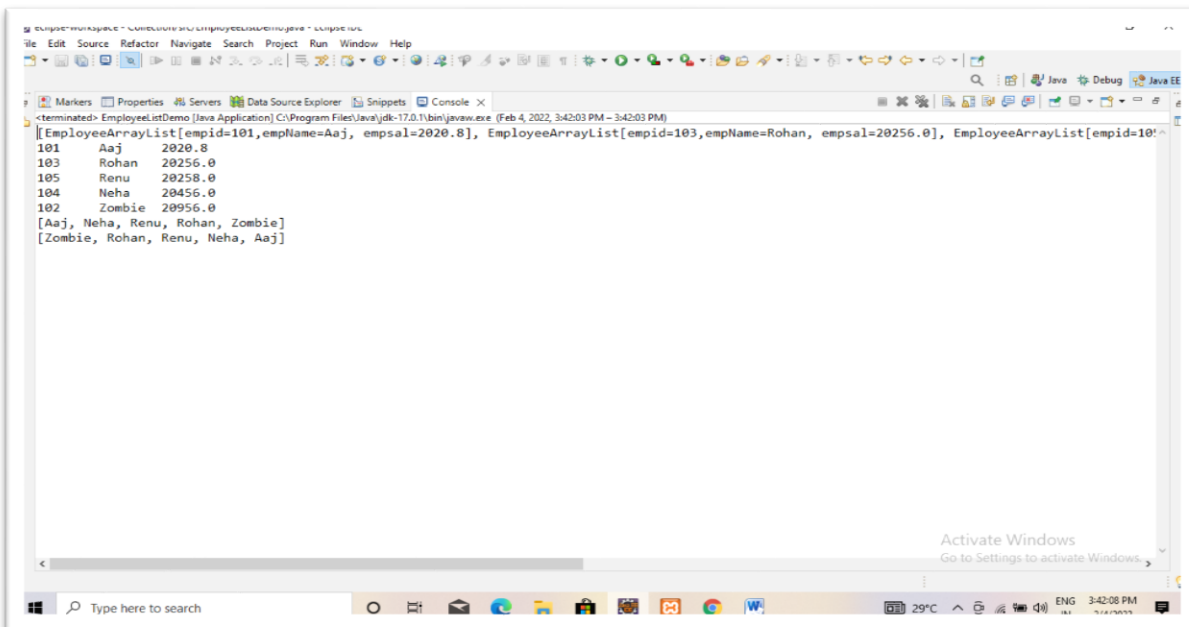 eclipse-workspace - Collection/src/EmployeeListDemo.java - Eclipse IDE
File Edit Source Refactor Navigate Search Project Run Window Help
Java Debug Java EE
Markers Properties Servers Data Source Explorer Snippets Console
<terminated> EmployeeListDemo [Java Application] C:\Program Files\Java\jdk-17.0.1\bin\javaw.exe (Feb 4, 2022, 3:42:03 PM – 3:42:03 PM)
[EmployeeArrayList[empid=101,empName=Aaj, empsal=2020.8], EmployeeArrayList[empid=103,empName=Rohan, empsal=20256.0], EmployeeArrayList[empid=105
101 Aaj 2020.8
103 Rohan 20256.0
105 Renu 20258.0
104 Neha 20456.0
102 Zombie 20956.0
[Aaj, Neha, Renu, Rohan, Zombie]
[Zombie, Rohan, Renu, Neha, Aaj]
Activate Windows
Go to Settings to activate Windows.
Type here to search
29°C
ENG
3:42:08 PM
IN
2/4/2022